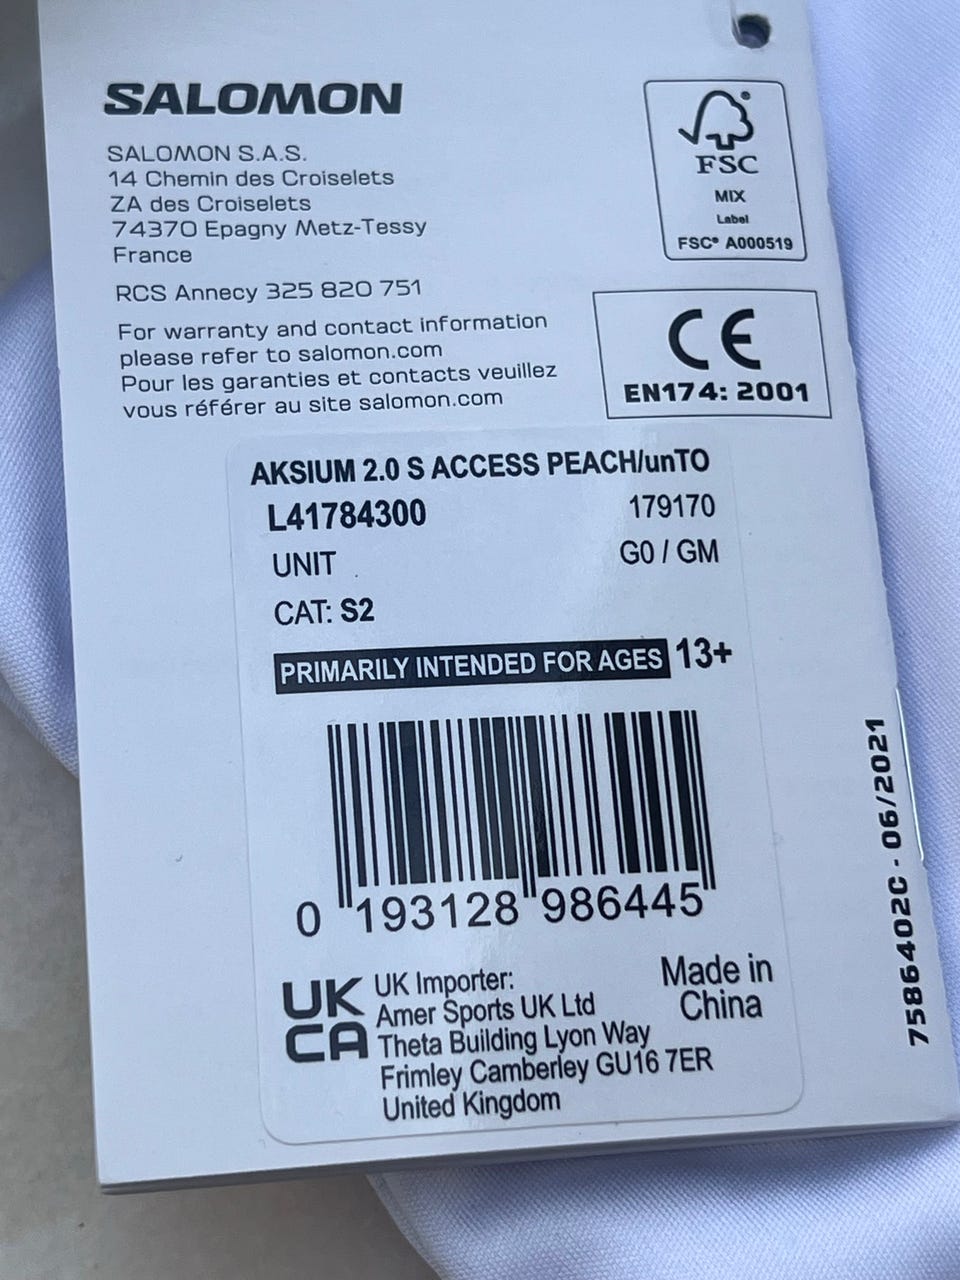 SALOMON
SALOMON S.A.S.
14 Chemin des Croiselets
ZA des Croiselets
74370 Epagny Metz-Tessy
France
RCS Annecy 325 820 751
For warranty and contact information
please refer to salomon.com
Pour les garanties et contacts veuillez
vous référer au site salomon.com
®
FSC
MIX
Label
FSC® A000519
CE
EN174: 2001
AKSIUM 2.0 S ACCESS PEACH/unTO
L41784300 179170
UNIT G0 / GM
CAT: S2
PRIMARILY INTENDED FOR AGES 13+
0 193128 986445
UK
CA
UK Importer:
Amer Sports UK Ltd
Theta Building Lyon Way
Frimley Camberley GU16 7ER
United Kingdom
Made in
China
7586402C - 06/2021